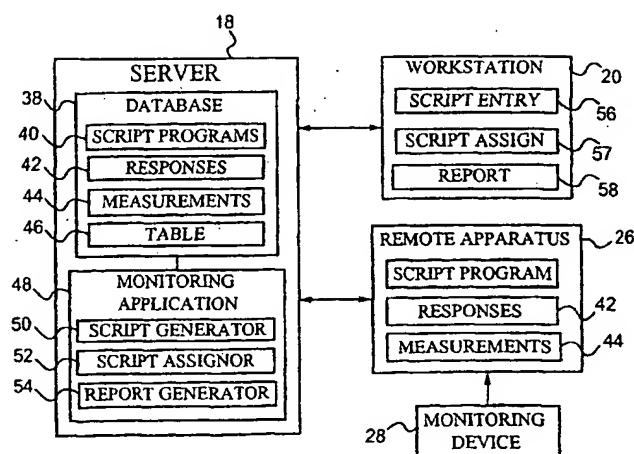 18
SERVER
38
DATABASE
40
SCRIPT PROGRAMS
42
RESPONSES
44
MEASUREMENTS
46
TABLE
48
MONITORING
APPLICATION
50
SCRIPT GENERATOR
52
SCRIPT ASSIGNOR
54
REPORT GENERATOR
WORKSTATION
20
SCRIPT ENTRY
56
SCRIPT ASSIGN
57
REPORT
58
REMOTE APPARATUS
26
SCRIPT PROGRAM
RESPONSES
42
MEASUREMENTS
44
28
MONITORING
DEVICE